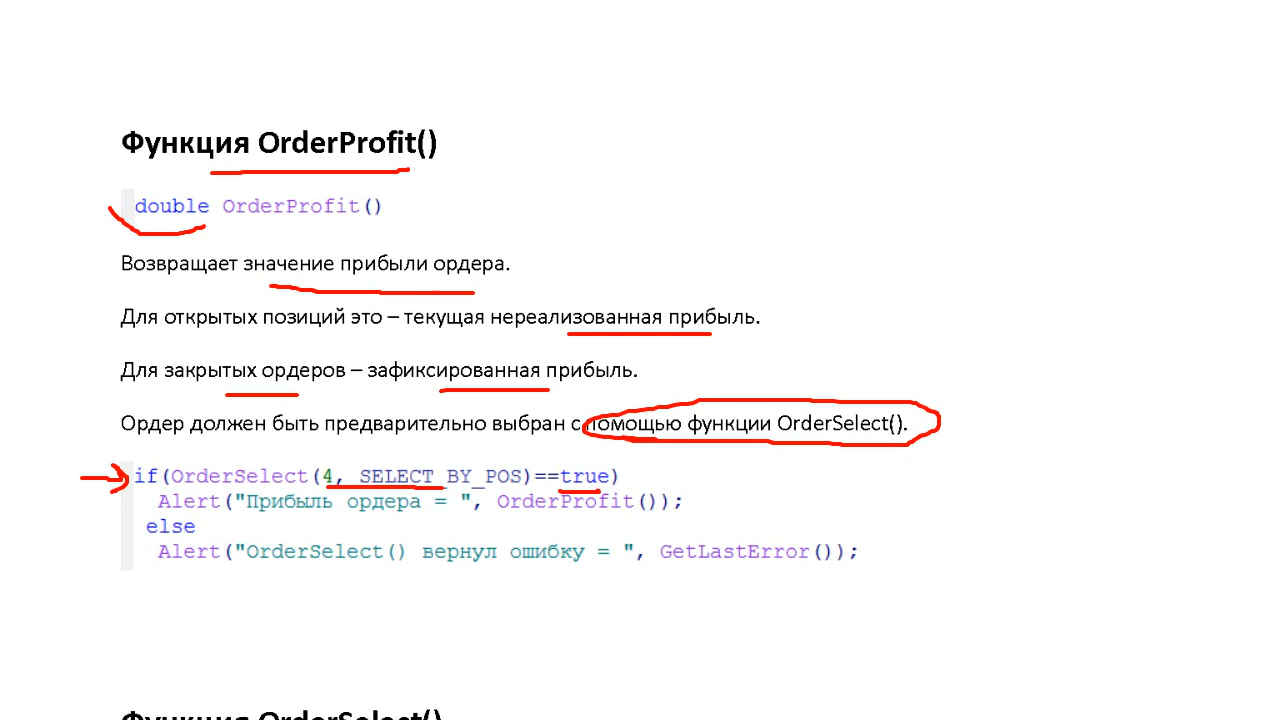 Функция OrderProfit()
double OrderProfit()
Возвращает значение прибыли ордера.
Для открытых позиций это – текущая нереализованная прибыль.
Для закрытых ордеров – зафиксированная прибыль.
Ордер должен быть предварительно выбран с помощью функции OrderSelect().
if(OrderSelect(4, SELECT_BY_POS)==true)
Alert("Прибыль ордера = ", OrderProfit());
else
Alert("OrderSelect() вернул ошибку = ", GetLastError());
Функция OrderSelect()